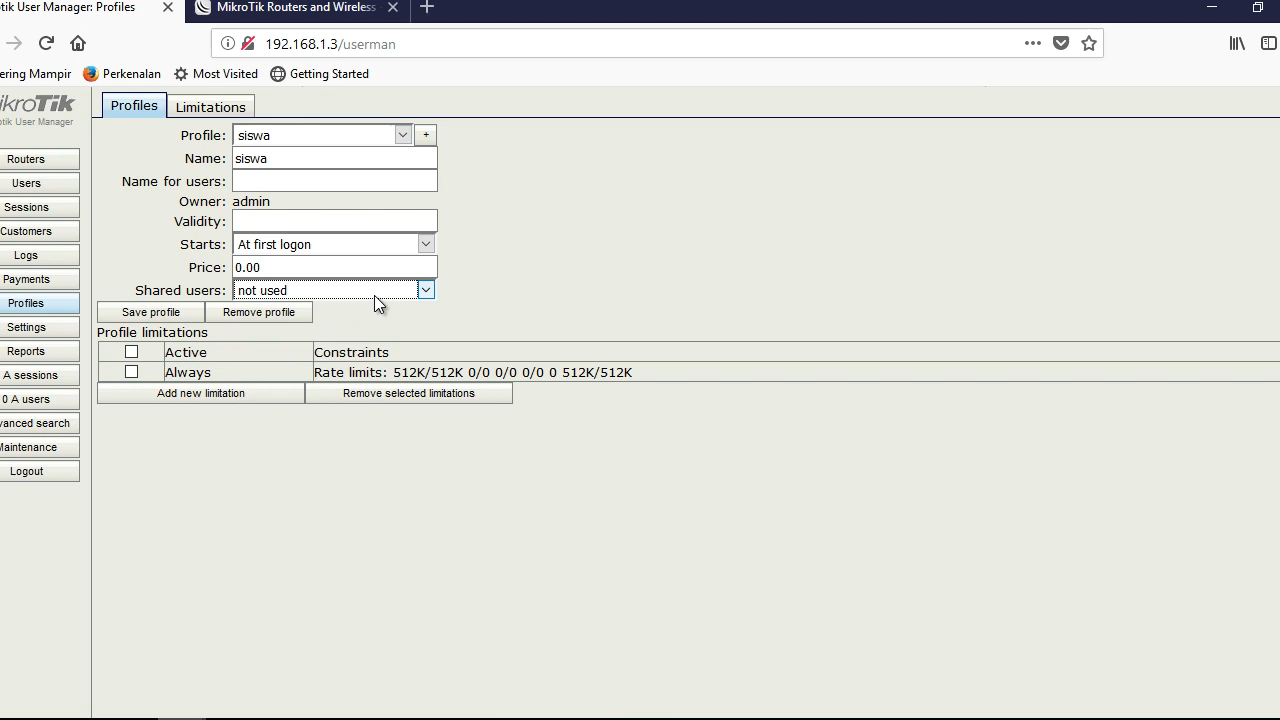 otik User Manager: Profiles
MikroTik Routers and Wireless
192.168.1.3/userman
ering Mampir
Perkenalan
Most Visited
Getting Started
ikroTik
otik User Manager
Profiles
Limitations
Routers
Users
Sessions
Customers
Logs
Payments
Profiles
Settings
Reports
A sessions
0 A users
vanced search
Maintenance
Logout
Profile: siswa +
Name: siswa
Name for users:
Owner: admin
Validity:
Starts: At first logon
Price: 0.00
Shared users: not used
Save profile
Remove profile
Profile limitations
Active Constraints
Always Rate limits: 512K/512K 0/0 0/0 0/0 0 512K/512K
Add new limitation
Remove selected limitations